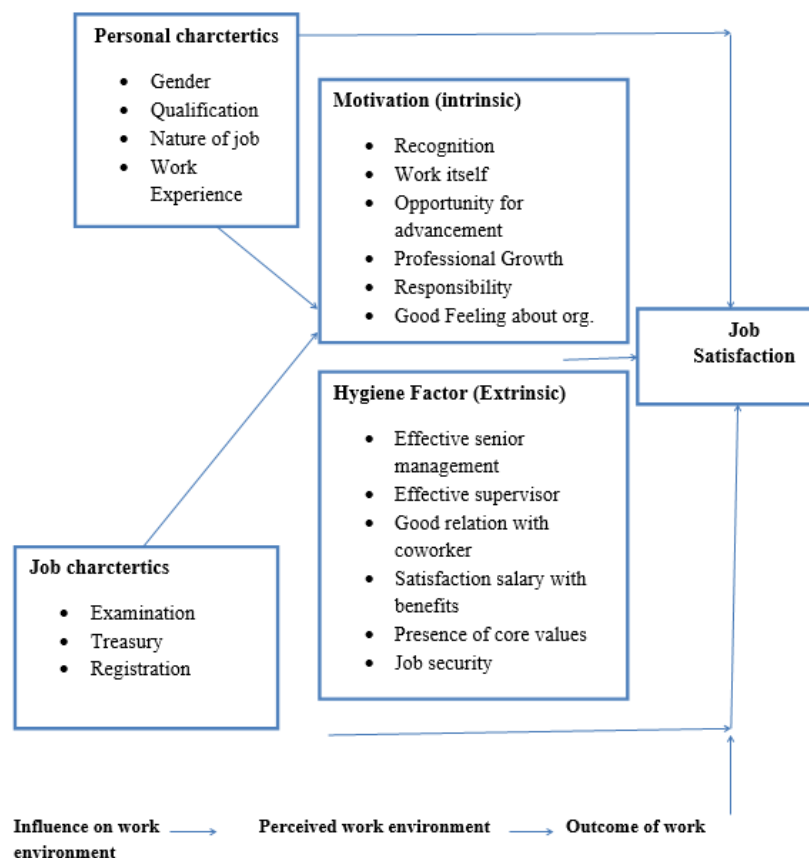 Personal charctertics
• Gender
• Qualification
• Nature of job
• Work
Experience
Motivation (intrinsic)
• Recognition
• Work itself
• Opportunity for
advancement
• Professional Growth
• Responsibility
• Good Feeling about org.
Job
Satisfaction
Hygiene Factor (Extrinsic)
• Effective senior
management
• Effective supervisor
• Good relation with
coworker
• Satisfaction salary with
benefits
• Presence of core values
• Job security
Job charctertics
• Examination
• Treasury
• Registration
Influence on work
environment
Perceived work environment
Outcome of work